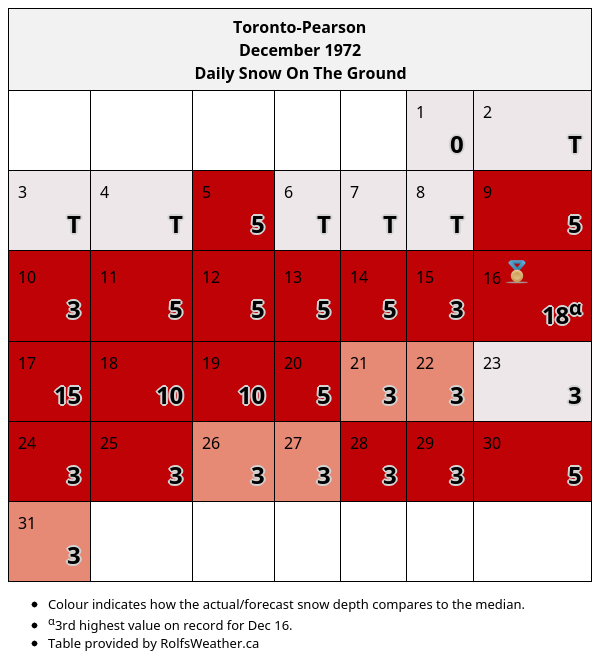 Toronto-Pearson
December 1972
Daily Snow On The Ground
1 2
0 T
3 4 5 6 7 8 9
T T 5 T T T 5
10 11 12 13 14 15 16
3 5 5 5 5 3 18α
17 18 19 20 21 22 23
15 10 10 5 3 3 3
24 25 26 27 28 29 30
3 3 3 3 3 3 5
31
3
• Colour indicates how the actual/forecast snow depth compares to the median.
• α3rd highest value on record for Dec 16.
• Table provided by RolfsWeather.ca